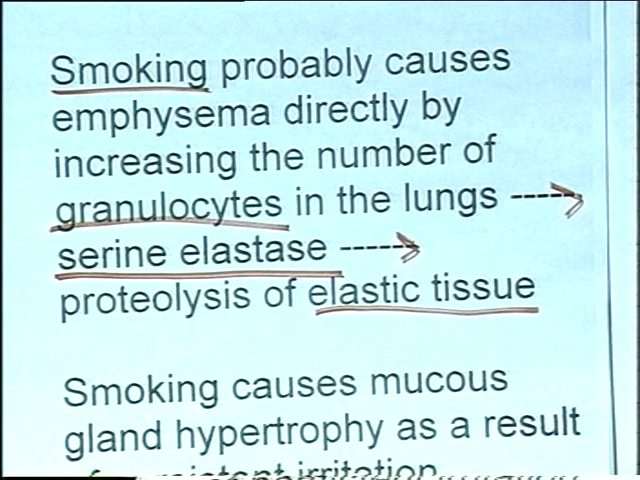 Smoking probably causes
emphysema directly by
increasing the number of
granulocytes in the lungs ---->
serine elastase ----->
proteolysis of elastic tissue
Smoking causes mucous
gland hypertrophy as a result
irritation